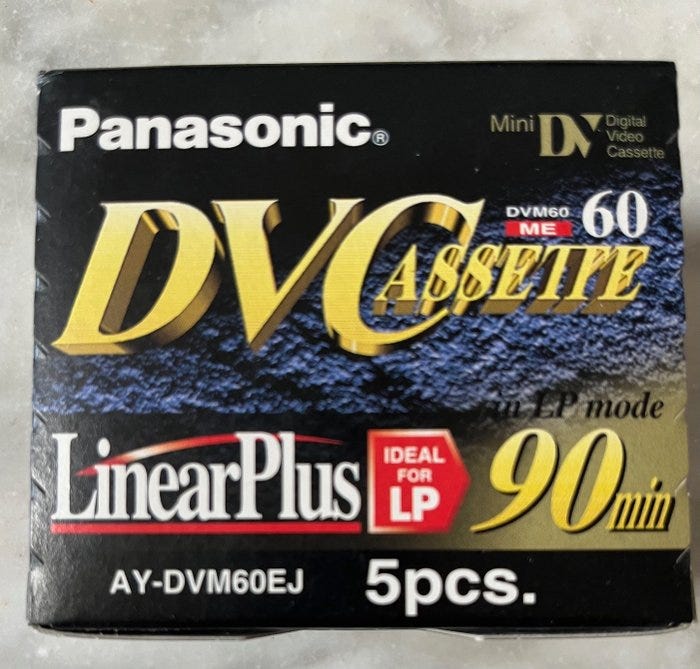 Panasonic®
Mini DV Digital Video Cassette
DVM60 60
ME
DVCASSETTE
in LP mode
LinearPlus
IDEAL
FOR
LP
90min
AY-DVM60EJ 5pcs.